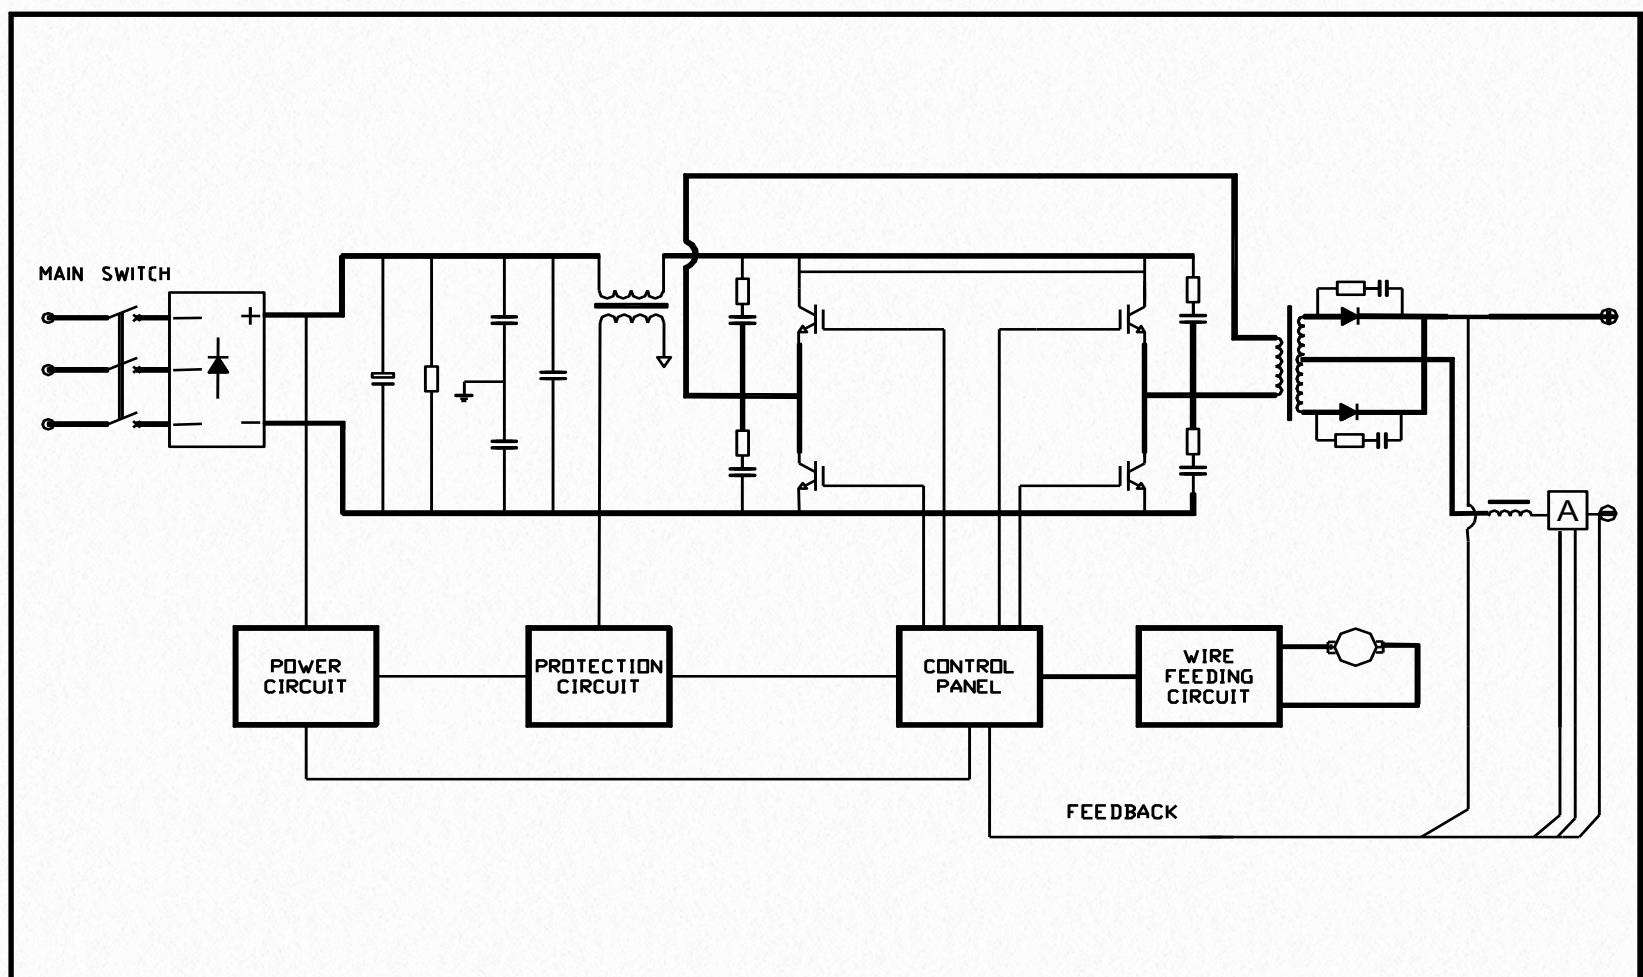 MAIN SWITCH
+
−
A
POWER
CIRCUIT
PROTECTION
CIRCUIT
CONTROL
PANEL
WIRE
FEEDING
CIRCUIT
FEEDBACK